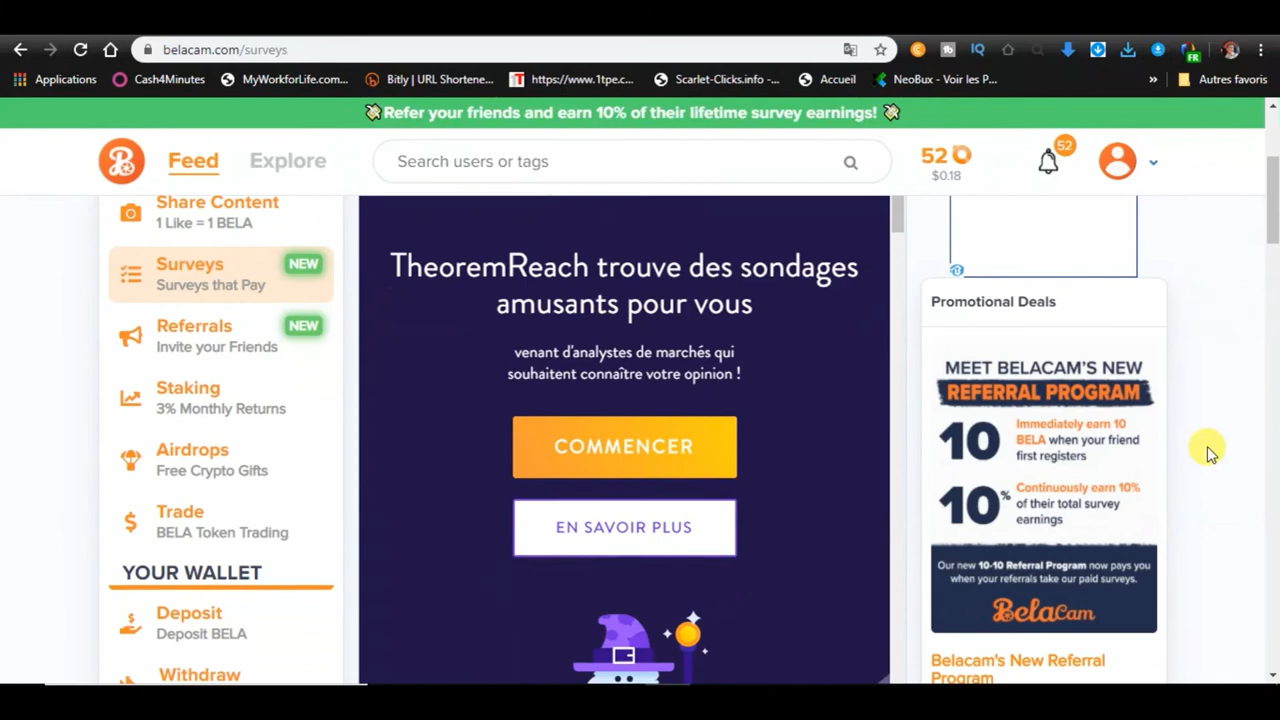 belacam.com/surveys
IQ
FR
Applications
Cash4Minutes
MyWorkforLife.com...
Bitly | URL Shortene...
https://www.1tpe.c...
Scarlet-Clicks.info -...
Accueil
NeoBux - Voir les P...
»
Autres favoris
Refer your friends and earn 10% of their lifetime survey earnings!
Feed
Explore
Search users or tags
52
$0.18
52
Share Content
1 Like = 1 BELA
Surveys
NEW
Surveys that Pay
Referrals
NEW
Invite your Friends
Staking
3% Monthly Returns
Airdrops
Free Crypto Gifts
Trade
BELA Token Trading
YOUR WALLET
Deposit
Deposit BELA
Withdraw
TheoremReach trouve des sondages
amusants pour vous
venant d'analystes de marchés qui
souhaitent connaître votre opinion !
COMMENCER
EN SAVOIR PLUS
Promotional Deals
MEET BELACAM'S NEW
REFERRAL PROGRAM
10
Immediately earn 10
BELA when your friend
first registers
10%
Continuously earn 10%
of their total survey
earnings
Our new 10-10 Referral Program now pays you
when your referrals take our paid surveys.
BelaCam
Belacam's New Referral
Program